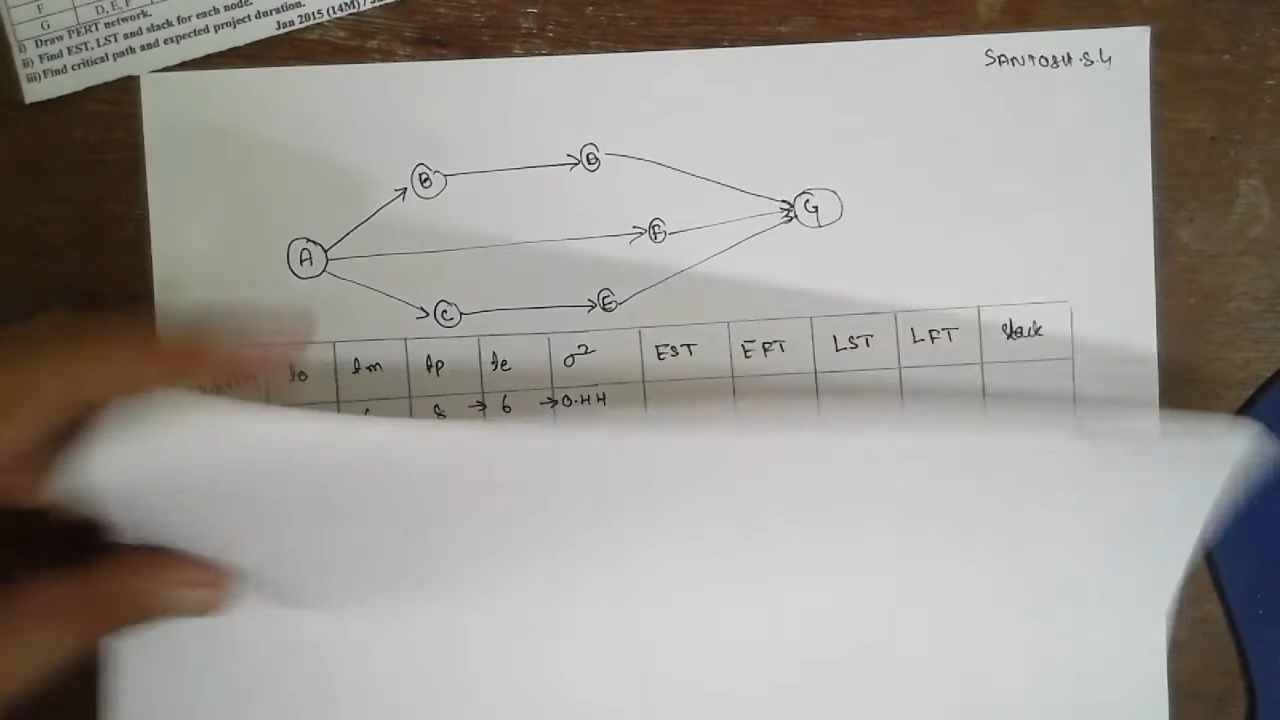 F D, E, F
G
i) Draw PERT network.
ii) Find EST, LST and slack for each node.
iii) Find critical path and expected project duration.
Jan 2015 (14M)
SANTOSH.S.G
B D
G
A F
C E
to tm tp te σ² EST EFT LST LFT Slack
8 → 6 → 0.44